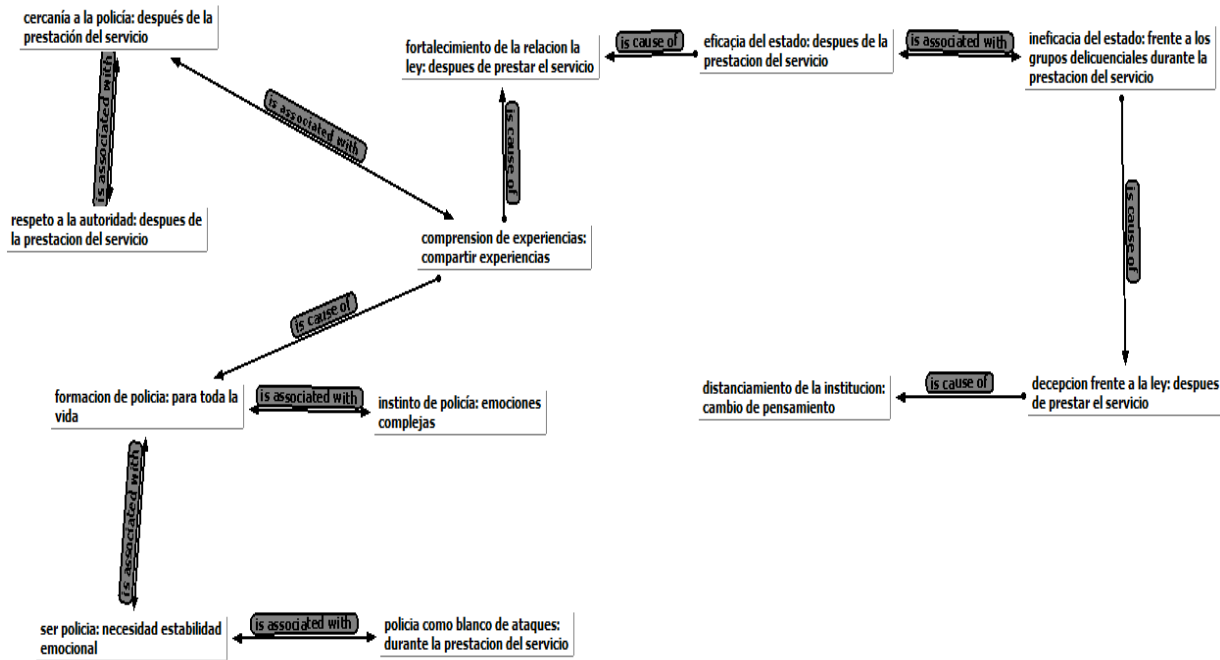 cercanía a la policía: después de la
prestación del servicio
is associated with
respeto a la autoridad: despues de
la prestacion del servicio
is associated with
fortalecimiento de la relacion la
ley: despues de prestar el servicio
is cause of
eficacia del estado: despues de la
prestacion del servicio
is associated with
ineficacia del estado: frente a los
grupos delicuenciales durante la
prestacion del servicio
is cause of
comprension de experiencias:
compartir experiencias
is cause of
is cause of
formacion de policia: para toda la
vida
is associated with
instinto de policía: emociones
complejas
distanciamiento de la institucion:
cambio de pensamiento
is cause of
decepcion frente a la ley: despues
de prestar el servicio
is associated with
ser policia: necesidad estabilidad
emocional
is associated with
policia como blanco de ataques:
durante la prestacion del servicio